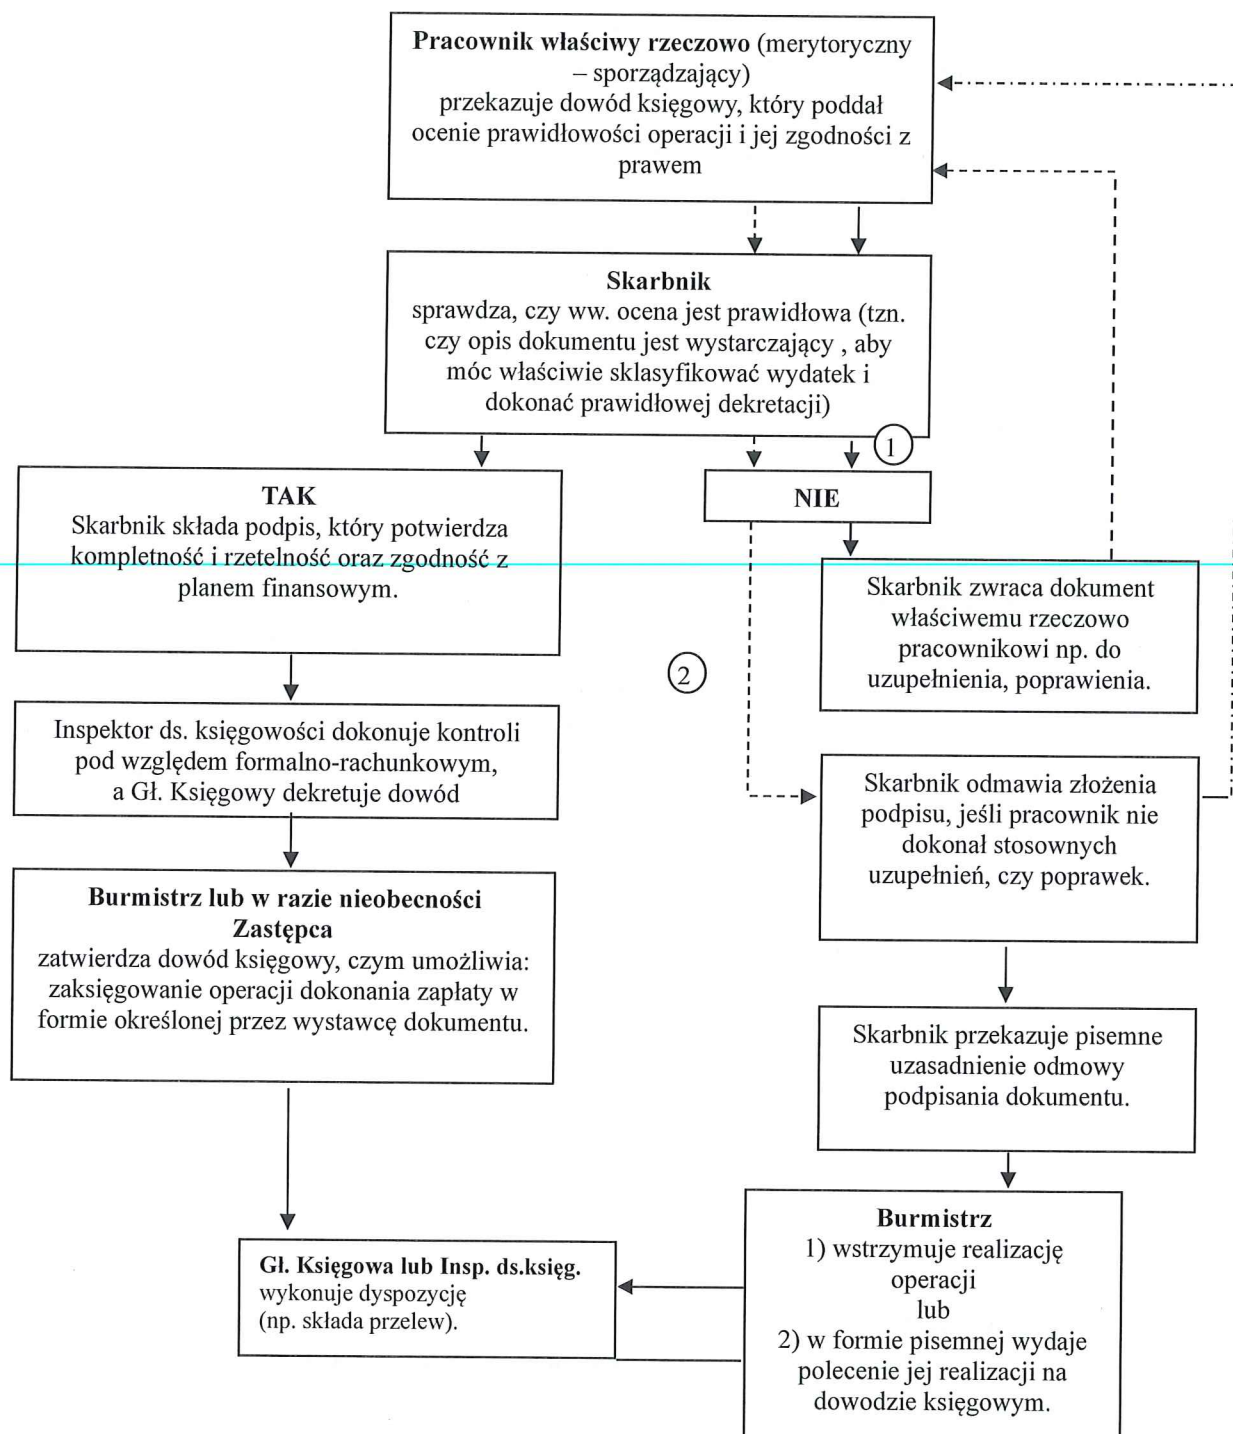 Pracownik właściwy rzeczowo (merytoryczny
– sporządzający)
przekazuje dowód księgowy, który poddał
ocenie prawidłowości operacji i jej zgodności z
prawem
Skarbnik
sprawdza, czy ww. ocena jest prawidłowa (tzn.
czy opis dokumentu jest wystarczający , aby
móc właściwie sklasyfikować wydatek i
dokonać prawidłowej dekretacji)
1
TAK
Skarbnik składa podpis, który potwierdza
kompletność i rzetelność oraz zgodność z
planem finansowym.
NIE
Skarbnik zwraca dokument
właściwemu rzeczowo
pracownikowi np. do
uzupełnienia, poprawienia.
2
Inspektor ds. księgowości dokonuje kontroli
pod względem formalno-rachunkowym,
a Gł. Księgowy dekretuje dowód
Skarbnik odmawia złożenia
podpisu, jeśli pracownik nie
dokonał stosownych
uzupełnień, czy poprawek.
Burmistrz lub w razie nieobecności
Zastępca
zatwierdza dowód księgowy, czym umożliwia:
zaksięgowanie operacji dokonania zapłaty w
formie określonej przez wystawcę dokumentu.
Skarbnik przekazuje pisemne
uzasadnienie odmowy
podpisania dokumentu.
Gł. Księgowa lub Insp. ds.księg.
wykonuje dyspozycję
(np. składa przelew).
Burmistrz
1) wstrzymuje realizację
operacji
lub
2) w formie pisemnej wydaje
polecenie jej realizacji na
dowodzie księgowym.